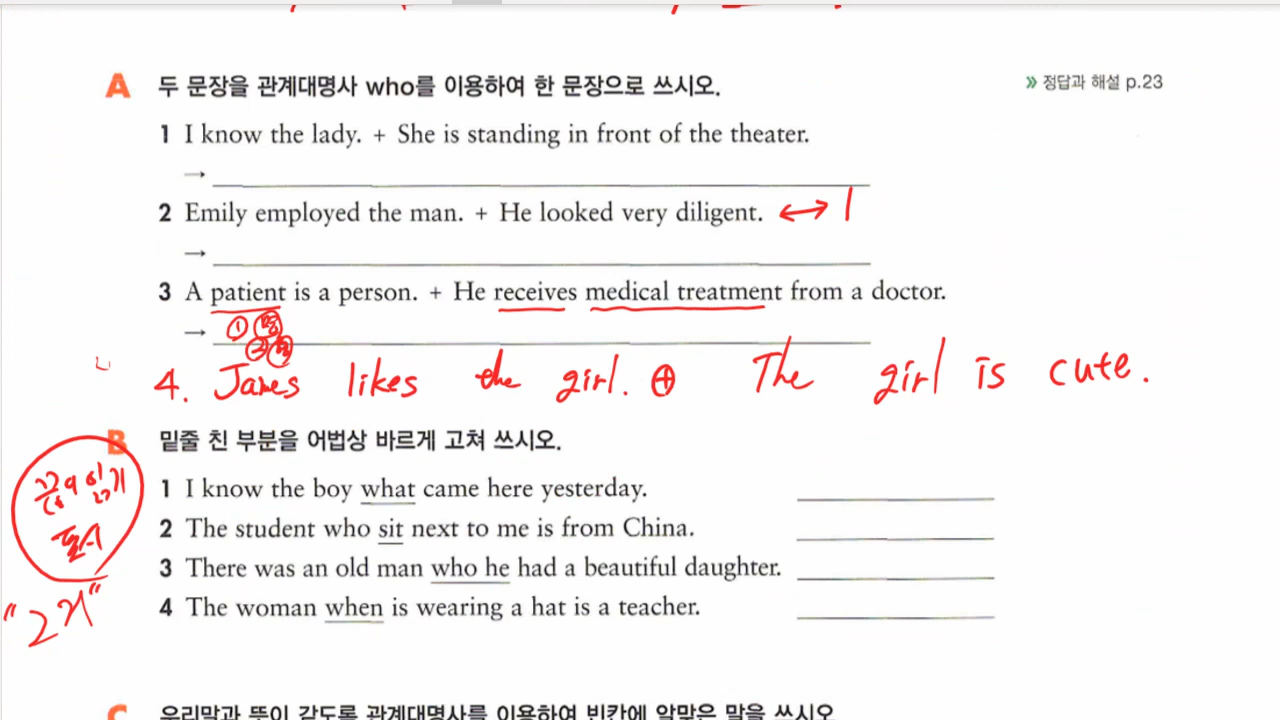 A 두 문장을 관계대명사 who를 이용하여 한 문장으로 쓰시오.
» 정답과 해설 p.23
1 I know the lady. + She is standing in front of the theater.
→
2 Emily employed the man. + He looked very diligent. ↔ 1
→
3 A patient is a person. + He receives medical treatment from a doctor.
→ ①
②
4. James likes the girl. ⊕ The girl is cute.
B 밑줄 친 부분을 어법상 바르게 고쳐 쓰시오.
1 I know the boy what came here yesterday.
2 The student who sit next to me is from China.
3 There was an old man who he had a beautiful daughter.
4 The woman when is wearing a hat is a teacher.
C 우리말과 뜻이 같도록 관계대명사를 이용하여 빈칸에 알맞은 말을 쓰시오